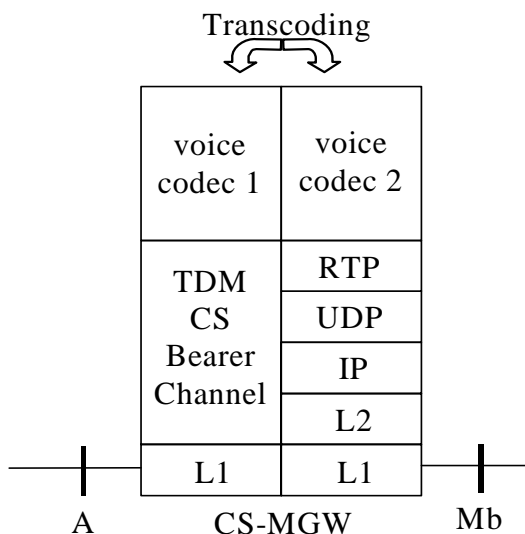 Transcoding
voice
codec 1
voice
codec 2
TDM
CS
Bearer
Channel
RTP
UDP
IP
L2
L1
L1
A
CS-MGW
Mb